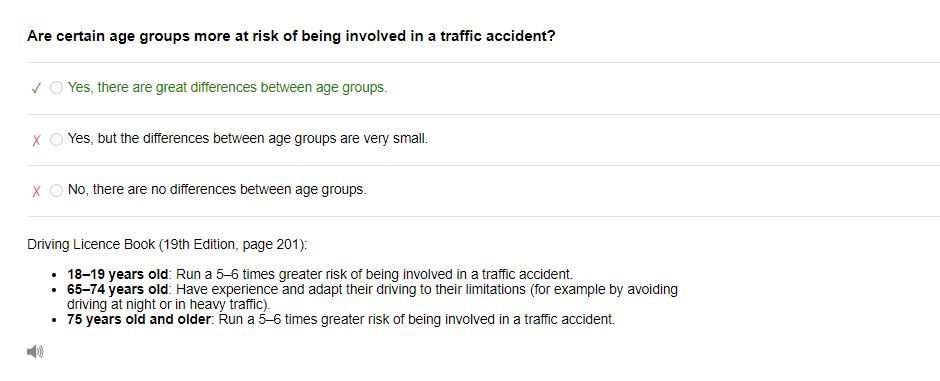 Are certain age groups more at risk of being involved in a traffic accident?
✓ Yes, there are great differences between age groups.
X Yes, but the differences between age groups are very small.
X No, there are no differences between age groups.
Driving Licence Book (19th Edition, page 201):
• 18–19 years old: Run a 5–6 times greater risk of being involved in a traffic accident.
• 65–74 years old: Have experience and adapt their driving to their limitations (for example by avoiding
driving at night or in heavy traffic).
• 75 years old and older: Run a 5–6 times greater risk of being involved in a traffic accident.